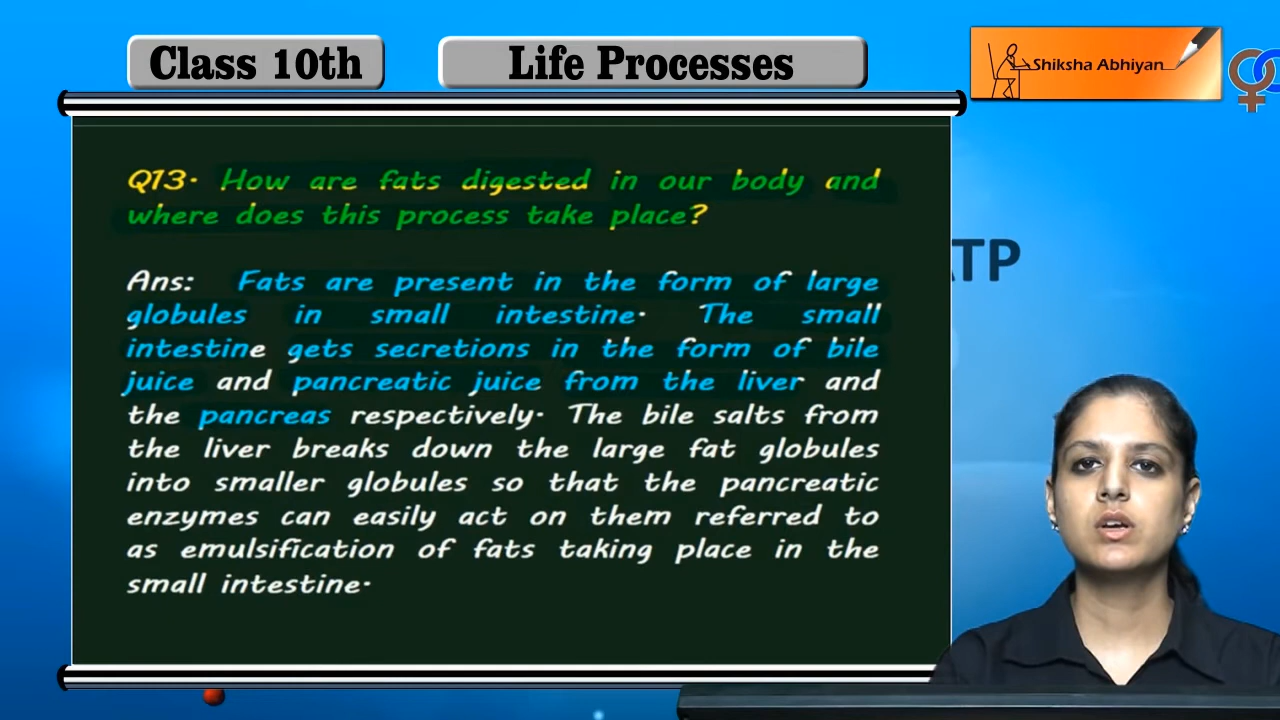 Class 10th
Life Processes
Shiksha Abhiyan
Q13. How are fats digested in our body and
where does this process take place?
Ans: Fats are present in the form of large
globules in small intestine. The small
intestine gets secretions in the form of bile
juice and pancreatic juice from the liver and
the pancreas respectively. The bile salts from
the liver breaks down the large fat globules
into smaller globules so that the pancreatic
enzymes can easily act on them referred to
as emulsification of fats taking place in the
small intestine.
TP